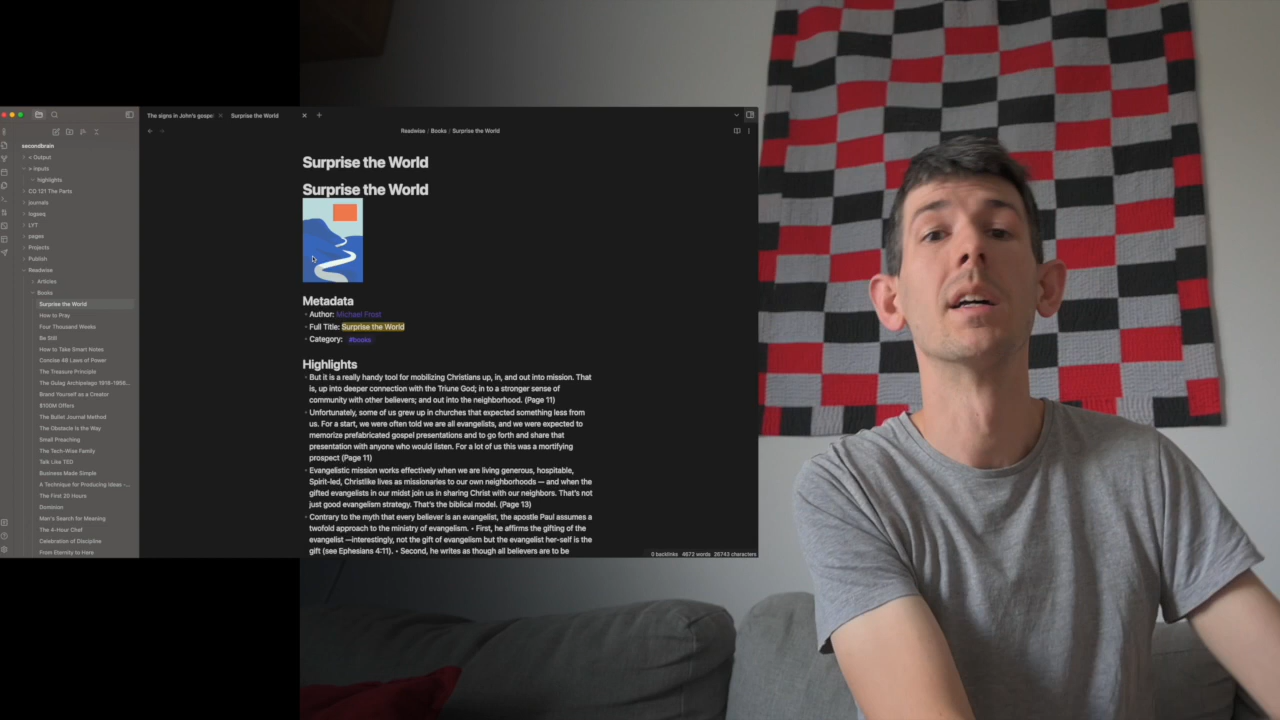 The signs in John's gospe
Surprise the World
Readwise / Books / Surprise the World
secondbrain
< Output
> Inputs
highlights
CO 121 The Parts
journals
logseq
LYT
pages
Projects
Publish
Readwise
Articles
Books
Surprise the World
How to Pray
Four Thousand Weeks
Be Still
How to Take Smart Notes
Concise 48 Laws of Power
The Treasure Principle
The Gulag Archipelago 1918-1956...
Brand Yourself as a Creator
$100M Offers
The Bullet Journal Method
The Obstacle Is the Way
Small Preaching
The Tech-Wise Family
Talk Like TED
Business Made Simple
A Technique for Producing Ideas -...
The First 20 Hours
Dominion
Man's Search for Meaning
The 4-Hour Chef
Celebration of Discipline
From Eternity to Here
Surprise the World
Surprise the World
Metadata
Author: Michael Frost
Full Title: Surprise the World
Category: #books
Highlights
But it is a really handy tool for mobilizing Christians up, in, and out into mission. That
is, up into deeper connection with the Triune God; in to a stronger sense of
community with other believers; and out into the neighborhood. (Page 11)
Unfortunately, some of us grew up in churches that expected something less from
us. For a start, we were often told we are all evangelists, and we were expected to
memorize prefabricated gospel presentations and to go forth and share that
presentation with anyone who would listen. For a lot of us this was a mortifying
prospect (Page 11)
Evangelistic mission works effectively when we are living generous, hospitable,
Spirit-led, Christlike lives as missionaries to our own neighborhoods — and when the
gifted evangelists in our midst join us in sharing Christ with our neighbors. That's not
just good evangelism strategy. That's the biblical model. (Page 13)
Contrary to the myth that every believer is an evangelist, the apostle Paul assumes a
twofold approach to the ministry of evangelism. • First, he affirms the gifting of the
evangelist —interestingly, not the gift of evangelism but the evangelist her-self is the
gift (see Ephesians 4:11). • Second, he writes as though all believers are to be
0 backlinks 4672 words 26743 characters